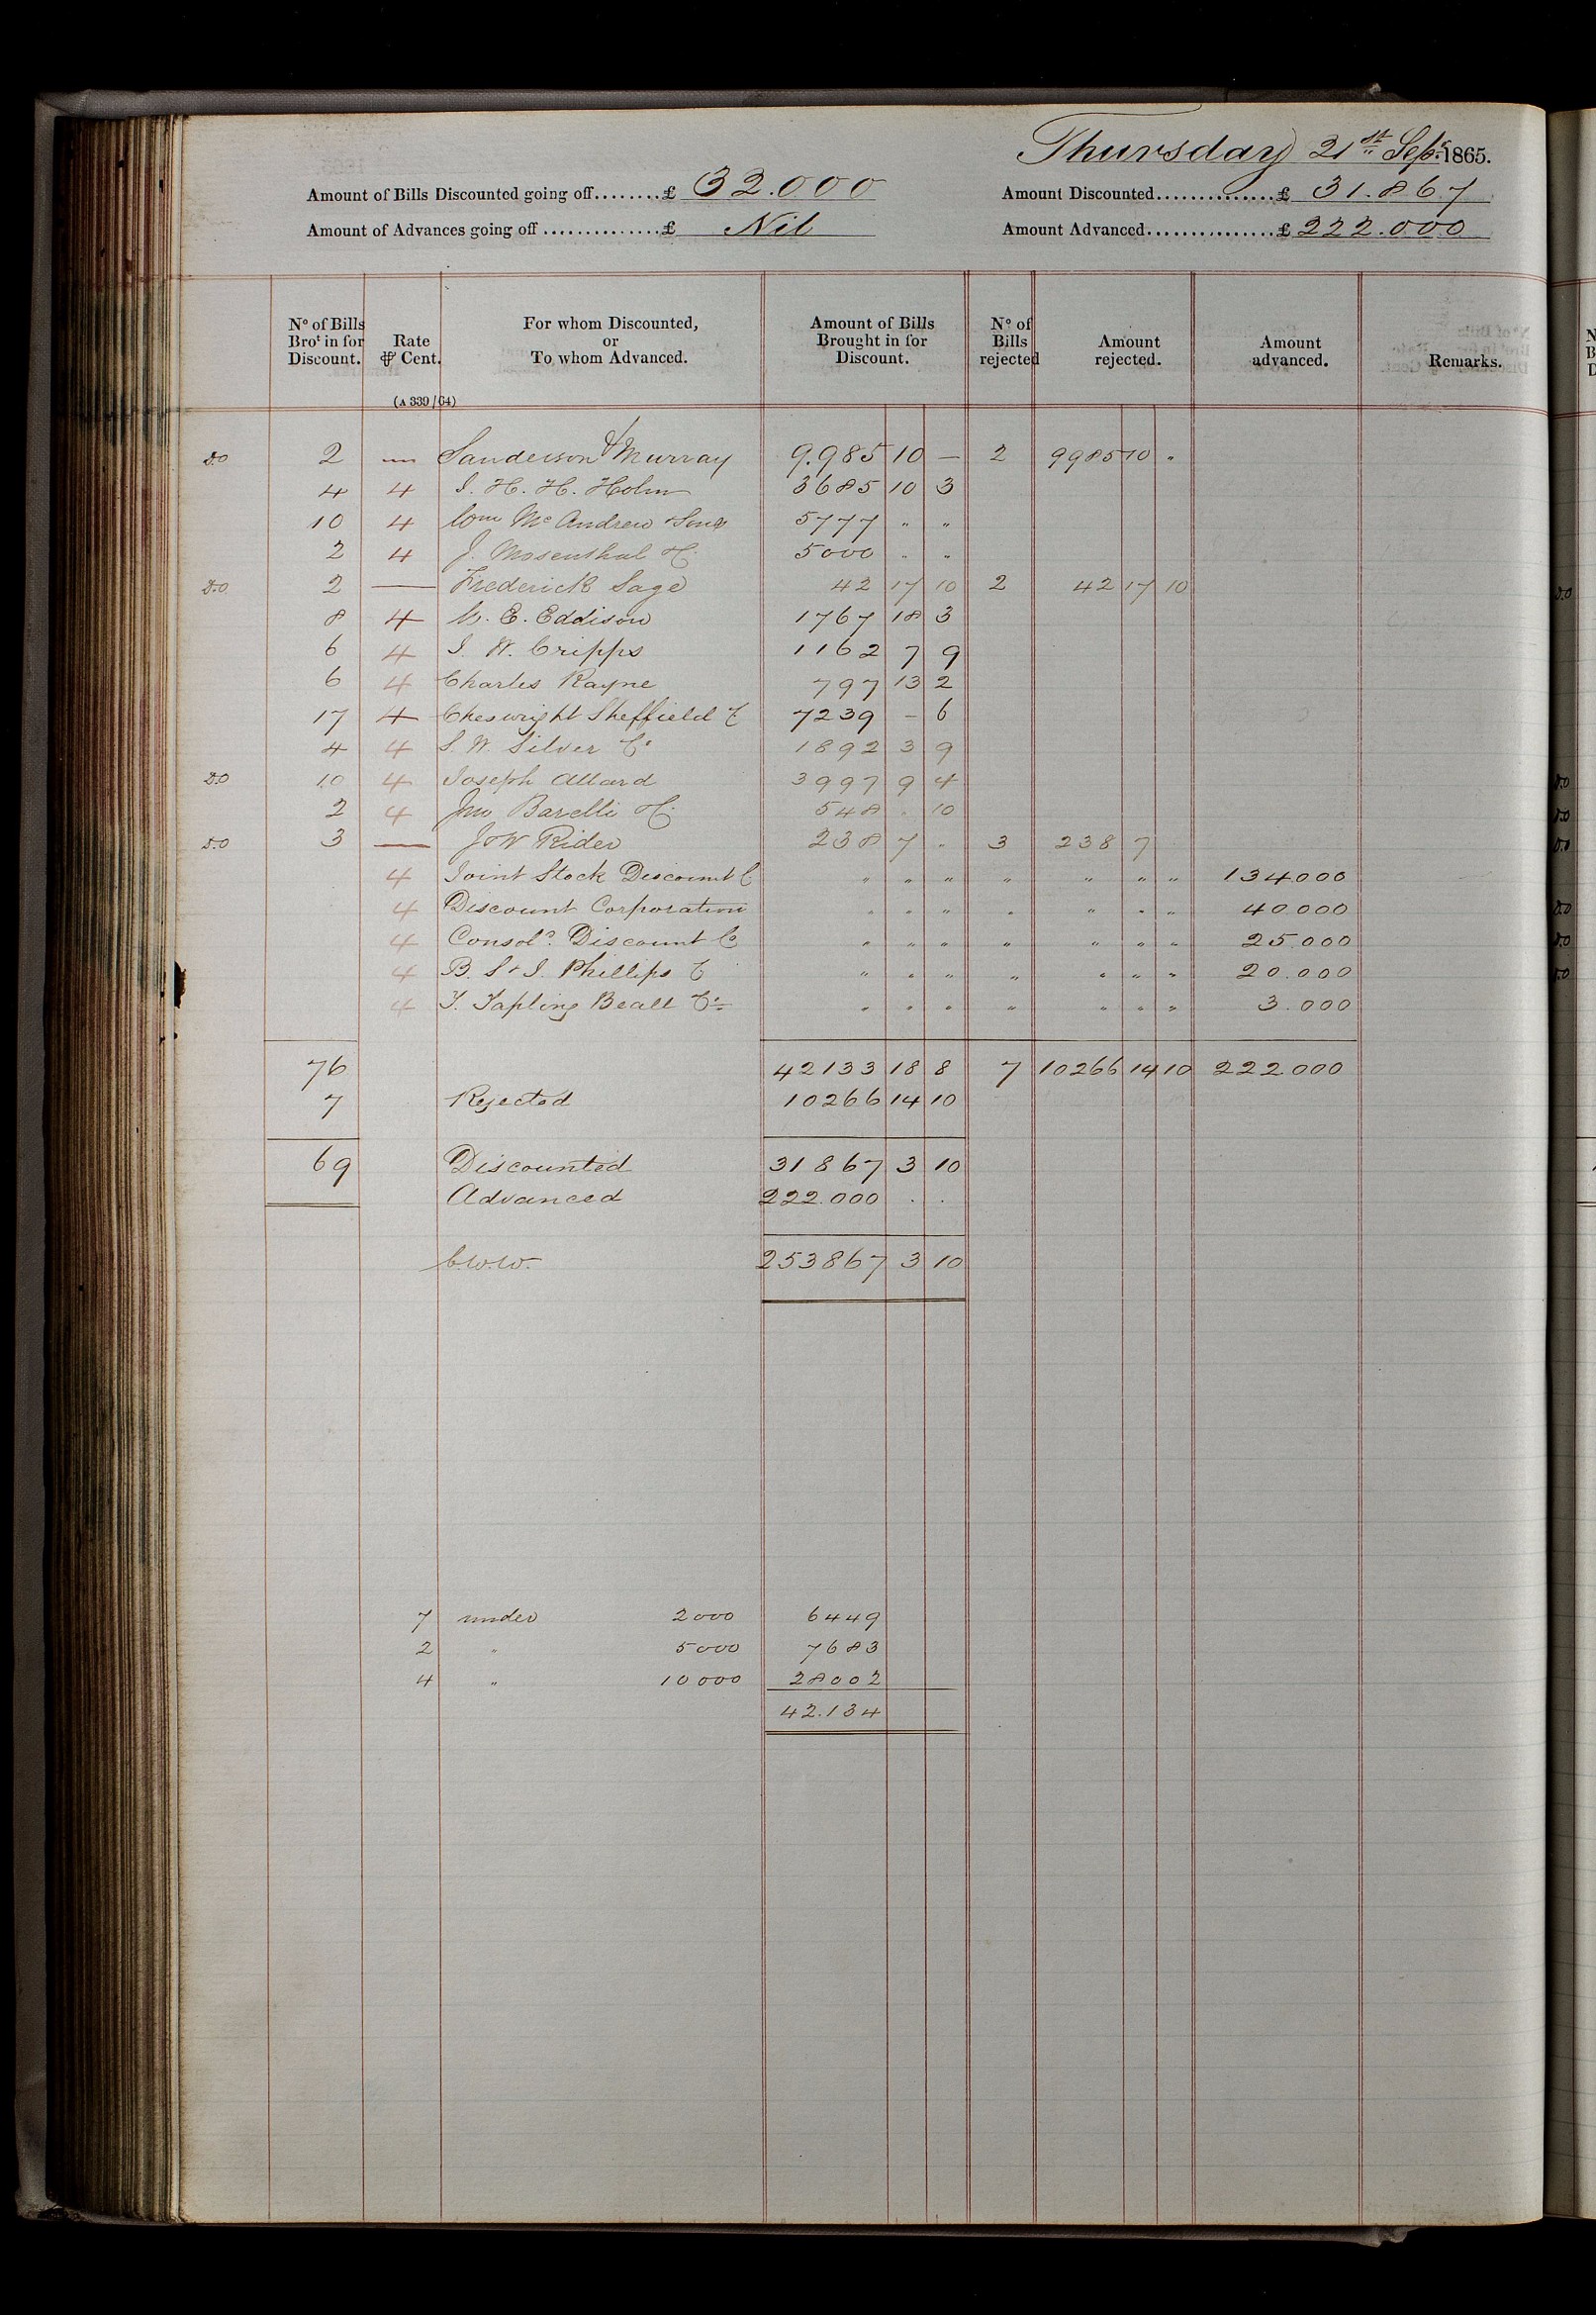 Thursday 21st Sepr. 1865.
Amount of Bills Discounted going off........£ 32.000 Amount Discounted...............£ 31.867
Amount of Advances going off ...............£ Nil Amount Advanced................£ 222.000
No of Bills Brot in for Discount. Rate ⅌ Cent. For whom Discounted, or To whom Advanced. Amount of Bills Brought in for Discount. No of Bills rejected Amount rejected. Amount advanced. Remarks.
(A 339/64)
D.O 2 — Sanderson & Murray 9.985 10 — 2 9985 10 "
4 4 J. H. H. Holm 3685 10 3
10 4 Wm McAndrew & Sons 5777 " "
2 4 J. Mosenthal & C. 5000 " "
D.O 2 — Frederick Sage 42 17 10 2 42 17 10
8 4 E. Eddison 1767 18 3
6 4 J. W. Cripps 1162 7 9
6 4 Charles Rayne 797 13 2
17 4 Cheswright Sheffield C 7239 – 6
4 4 S. W. Silver Co 1892 3 9
D.O 10 4 Joseph Allard 3997 9 4
2 4 Jno Barelli & C. 548 . 10
D.O 3 — J & W Rider 238 7 " 3 238 7
4 Joint Stock Discount C " " " " " " " 134000
4 Discount Corporation " " " " " " " 40000
4 Consold. Discount Co " " " " " " " 25.000
4 B. S & J. Phillips C " " " " " " " 20.000
4 T. Tapling Beall Co " " " " " " " 3.000
76 42133 18 8 7 10266 14 10 222.000
7 Rejected 10266 14 10
69 Discounted 31867 3 10
Advanced 222.000 . .
253867 3 10
7 under 2000 6449
2 " 5000 7683
4 " 10000 28002
42.134